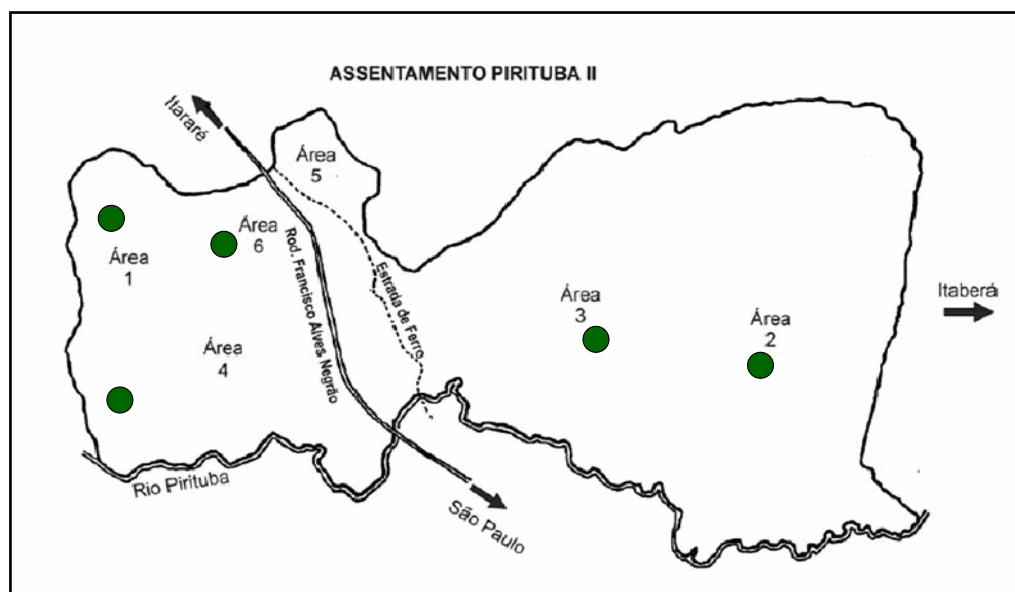 ASSENTAMENTO PIRITUBA II
Itararé
Área
5
Área
6
Área
1
Rod. Francisco Alves Negrão
Estrada de Ferro
Área
3
Área
2
Itaberá
Área
4
Rio Pirituba
São Paulo